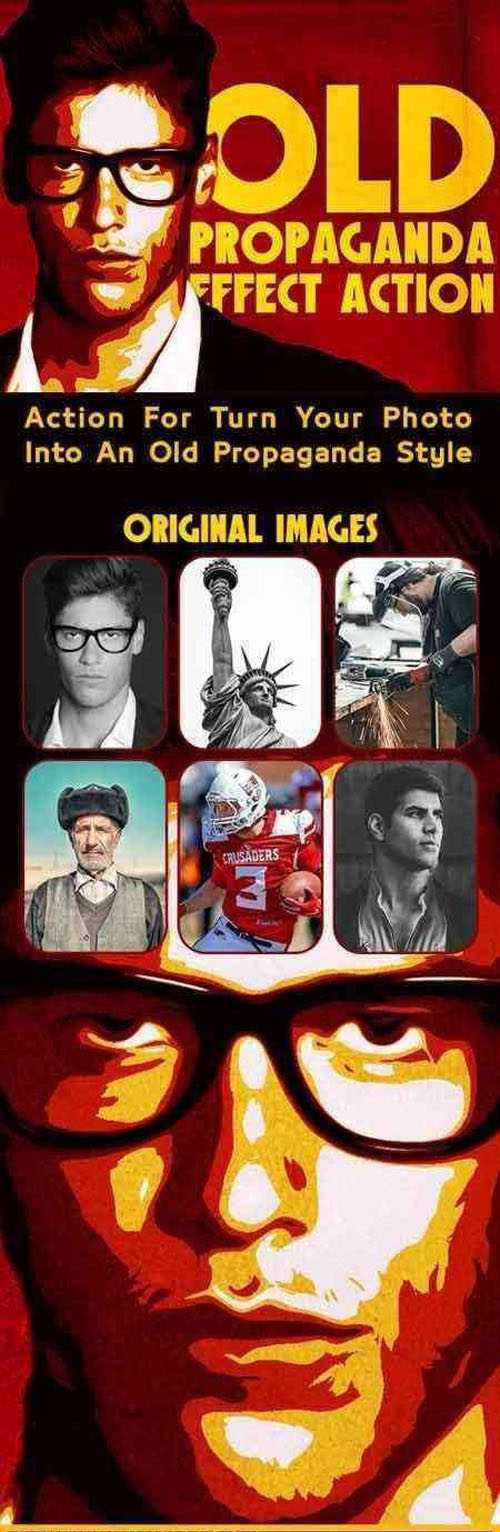 OLD
PROPAGANDA
EFFECT ACTION
Action For Turn Your Photo
Into An Old Propaganda Style
ORIGINAL IMAGES
CRUSADERS
3